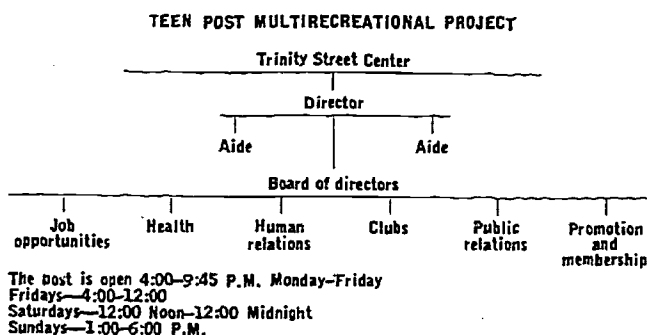 TEEN POST MULTIRECREATIONAL PROJECT
Trinity Street Center
Director
Aide Aide
Board of directors
Job opportunities
Health
Human relations
Clubs
Public relations
Promotion and membership
The post is open 4:00–9:45 P.M. Monday–Friday
Fridays—4:00–12:00
Saturdays—12:00 Noon–12:00 Midnight
Sundays—1:00–6:00 P.M.